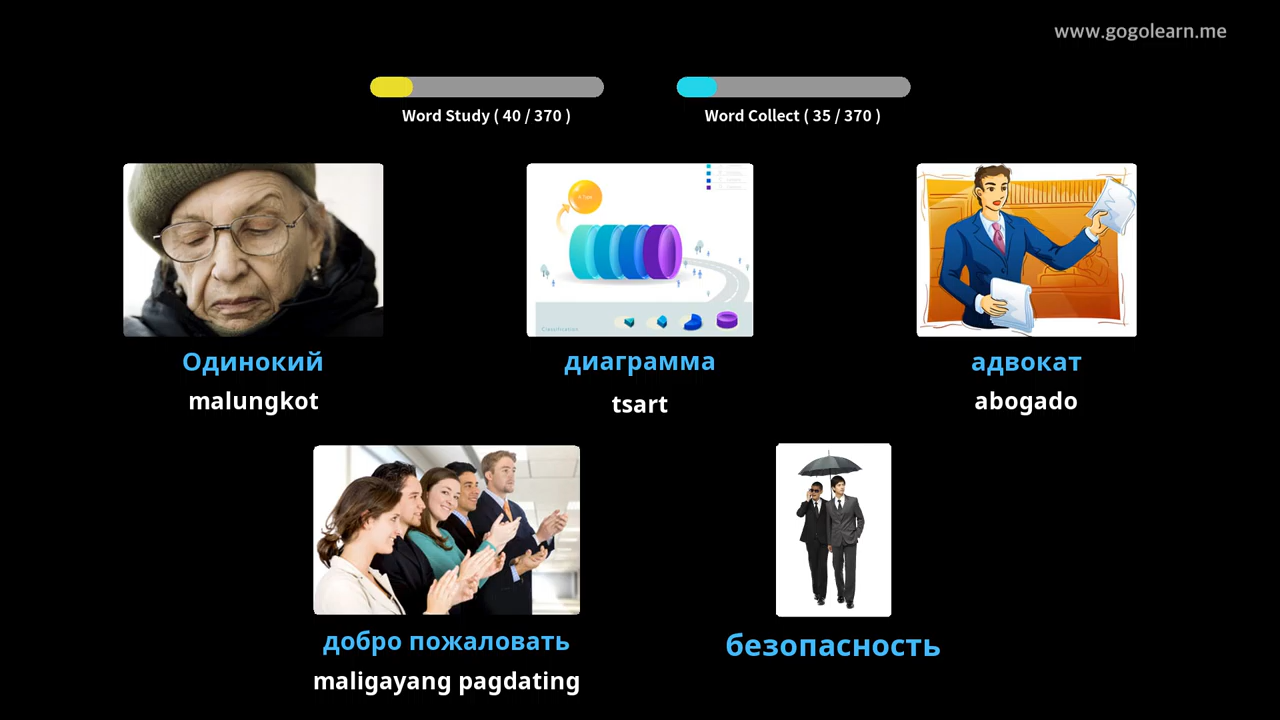 www.gogolearn.me
Word Study ( 40 / 370 )
Word Collect ( 35 / 370 )
Одинокий
malungkot
диаграмма
tsart
адвокат
abogado
добро пожаловать
maligayang pagdating
безопасность